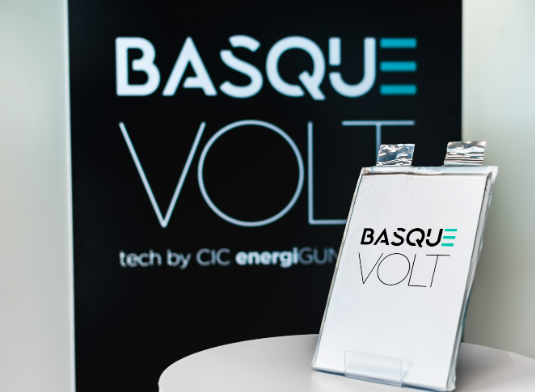 BASQUE
VOLT
tech by CIC energiGUN
BASQUE
VOLT